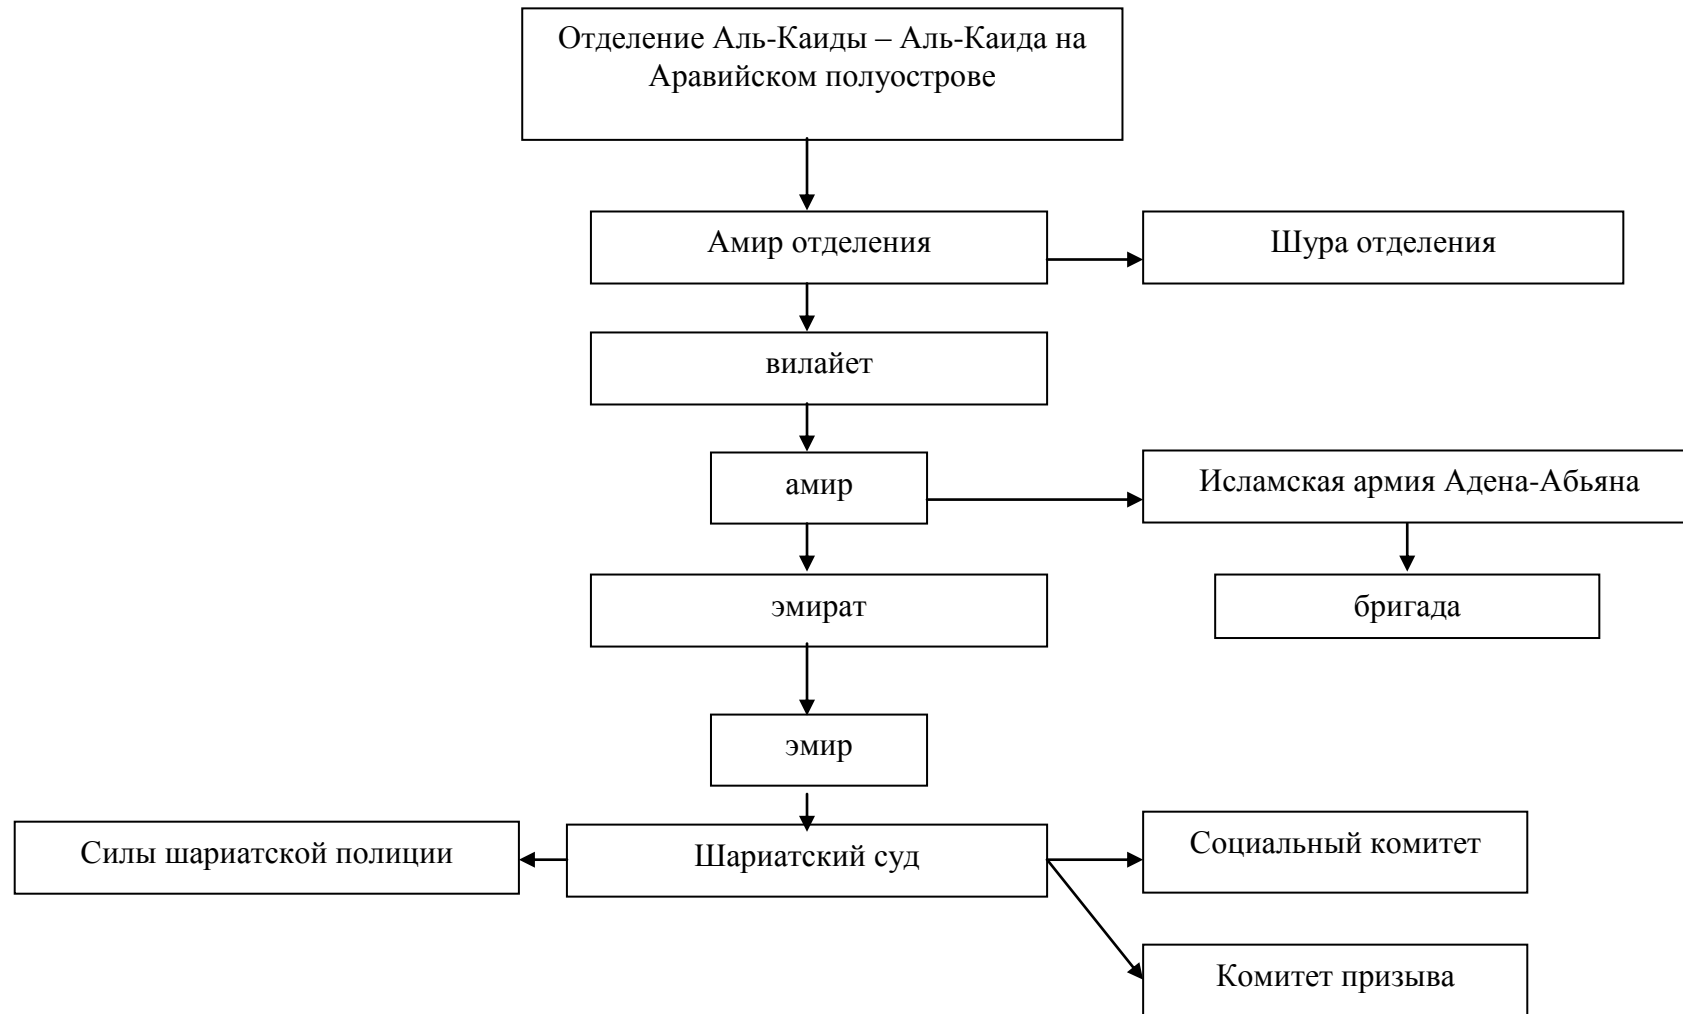 Отделение Аль-Каиды – Аль-Каида на
Аравийском полуострове
Амир отделения
Шура отделения
вилайет
амир
Исламская армия Адена-Абьяна
эмират
бригада
эмир
Силы шариатской полиции
Шариатский суд
Социальный комитет
Комитет призыва